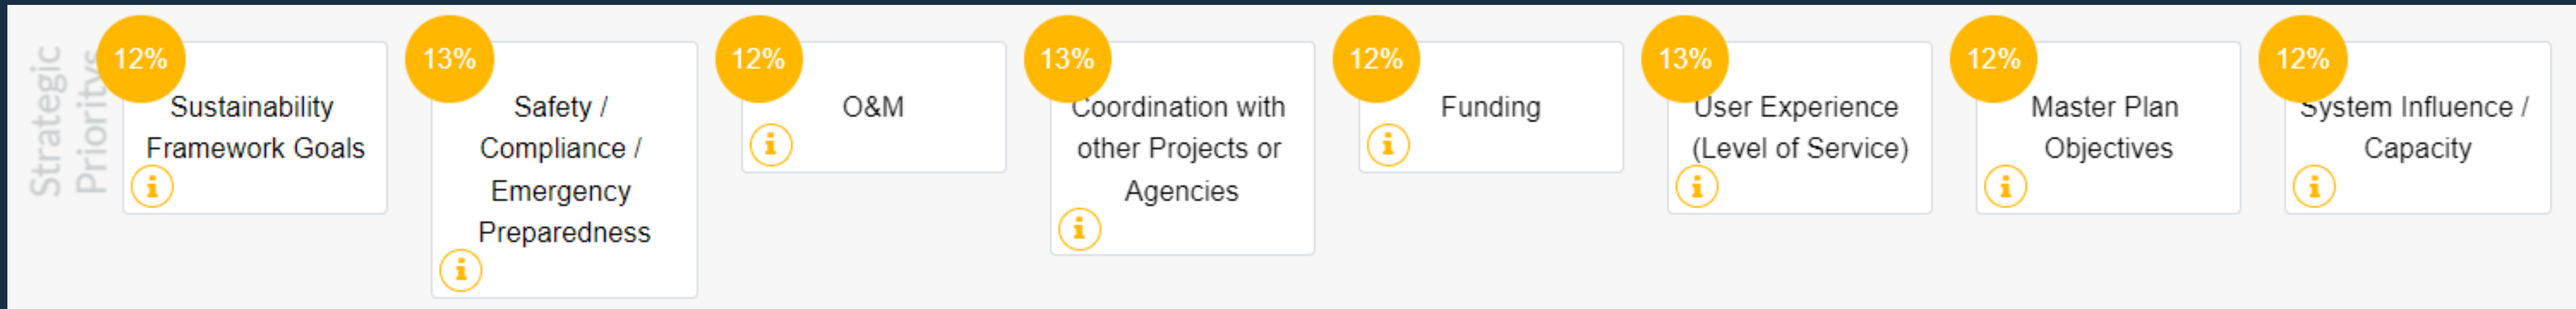 Strategic
Prioritys
12%
Sustainability
Framework Goals
i
13%
Safety /
Compliance /
Emergency
Preparedness
i
12%
O&M
i
13%
Coordination with
other Projects or
Agencies
i
12%
Funding
i
13%
User Experience
(Level of Service)
i
12%
Master Plan
Objectives
i
12%
System Influence /
Capacity
i